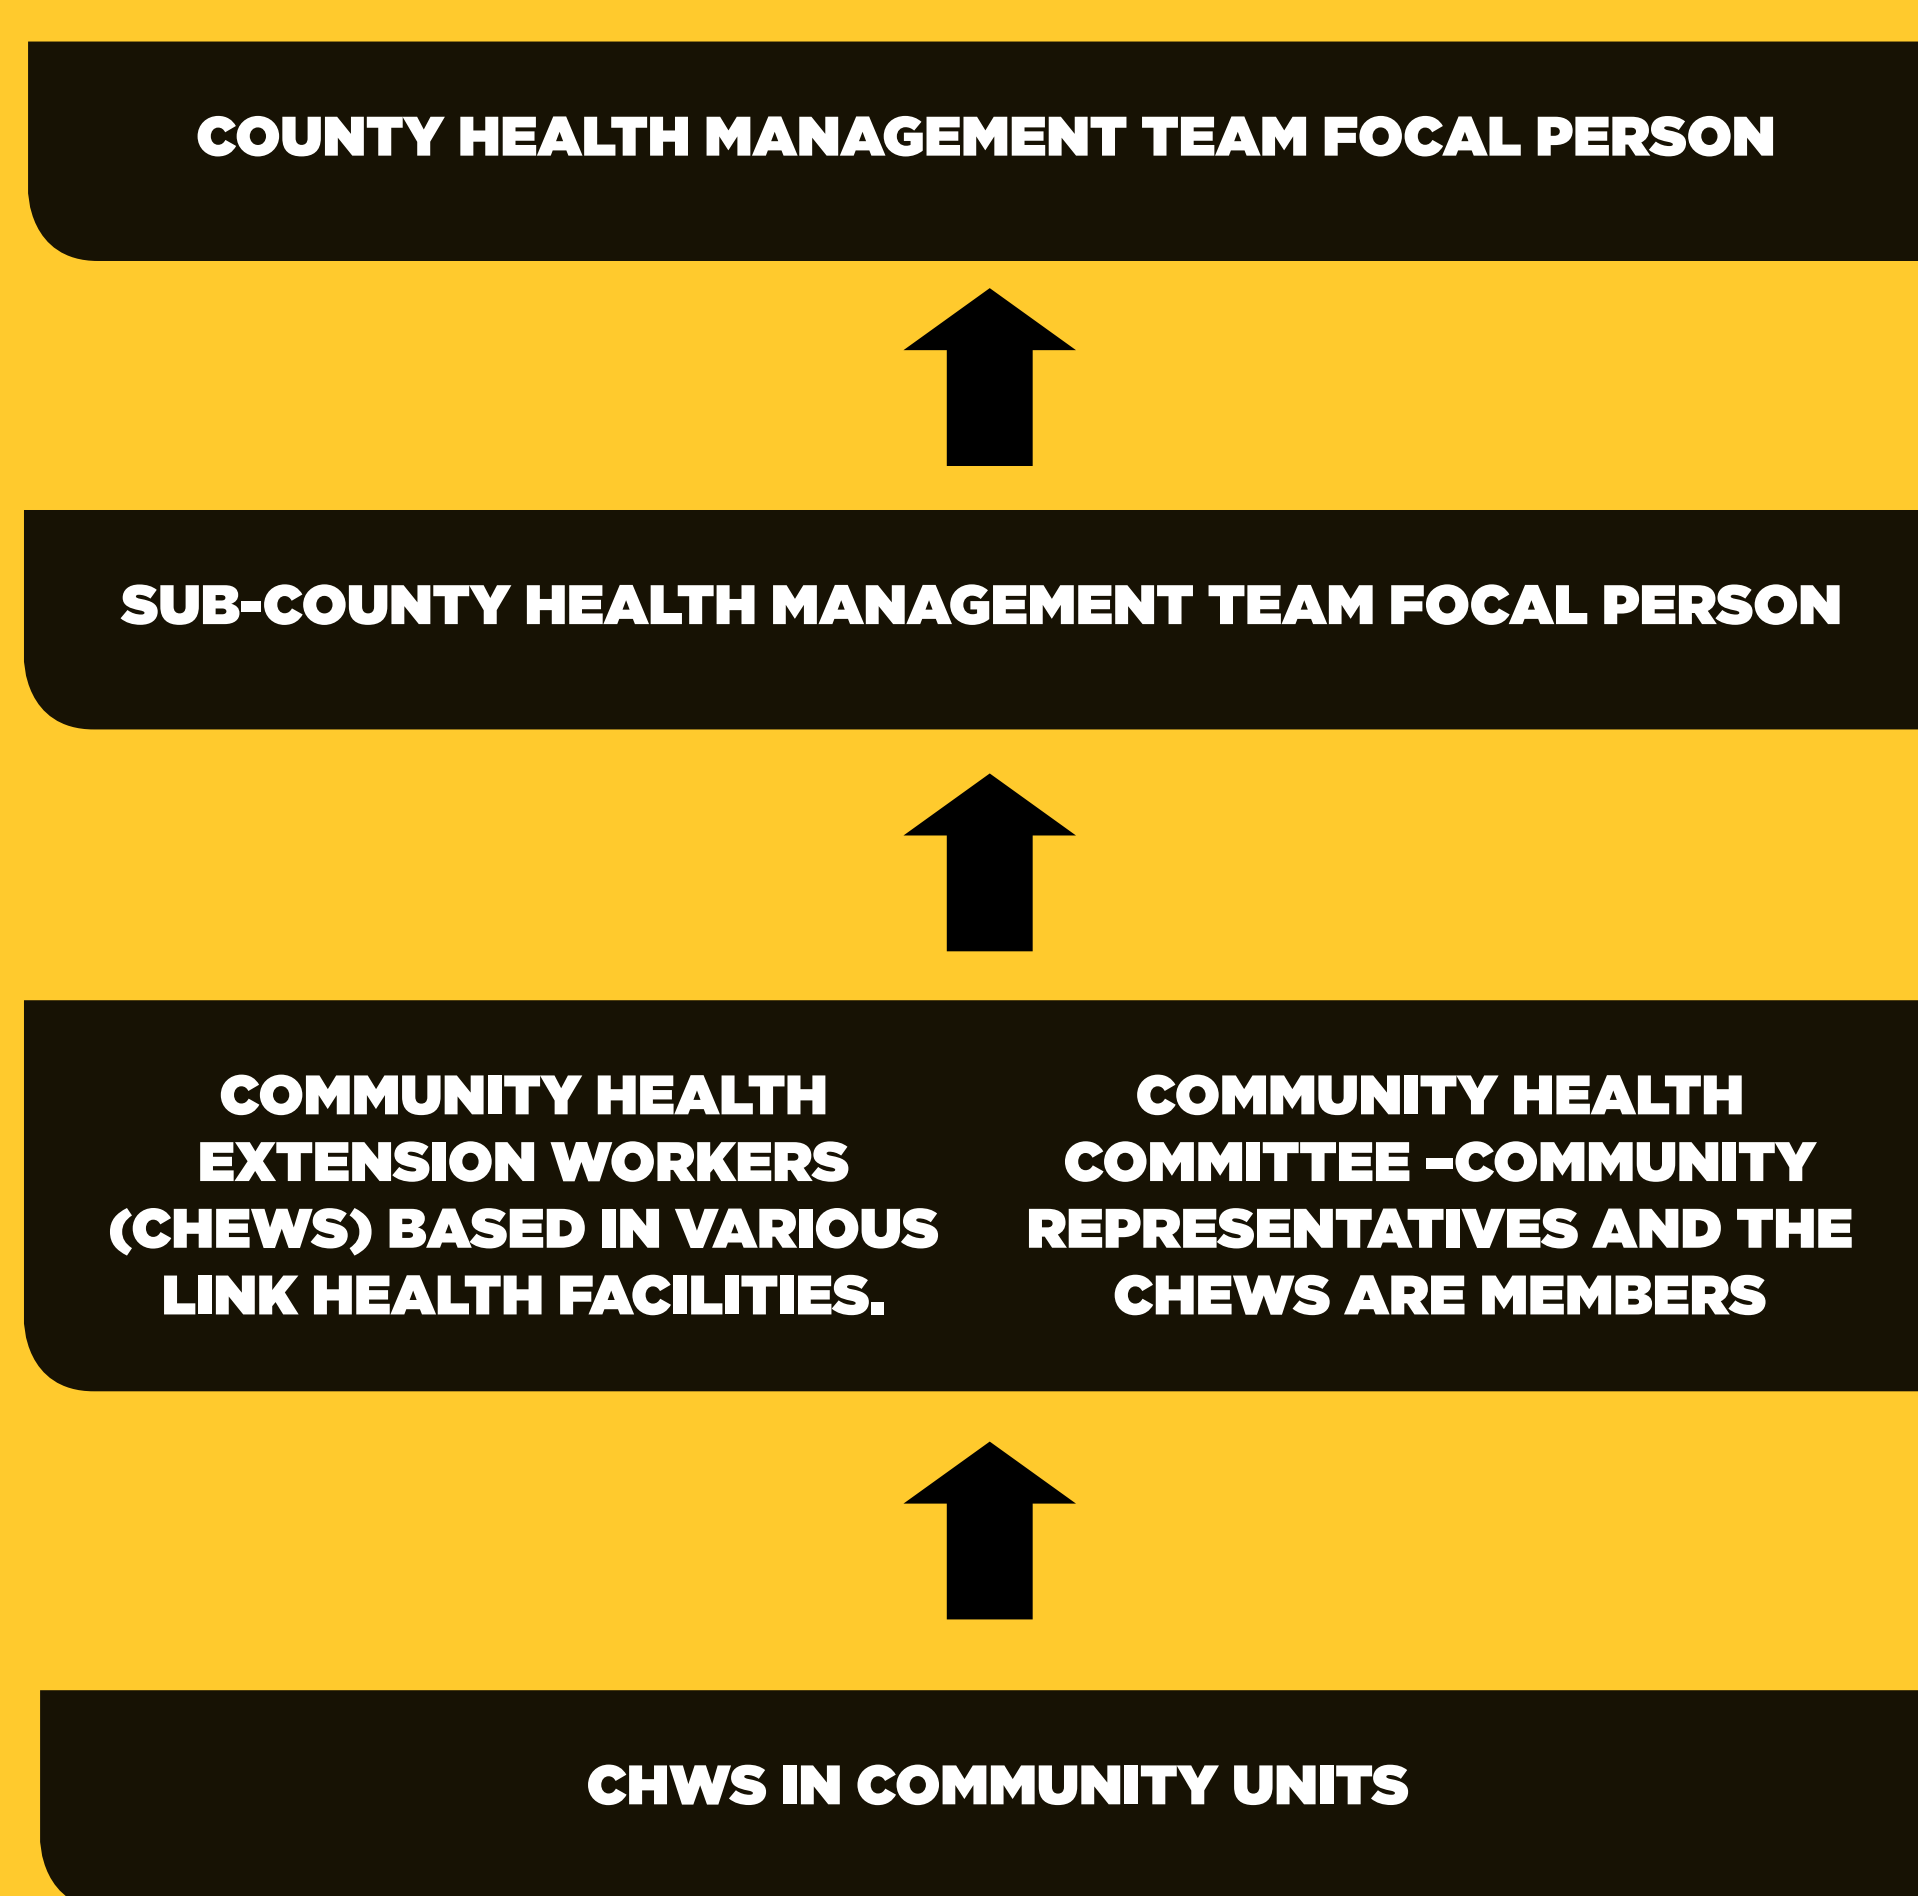 COUNTY HEALTH MANAGEMENT TEAM FOCAL PERSON
SUB-COUNTY HEALTH MANAGEMENT TEAM FOCAL PERSON
COMMUNITY HEALTH
EXTENSION WORKERS
(CHEWS) BASED IN VARIOUS
LINK HEALTH FACILITIES.
COMMUNITY HEALTH
COMMITTEE –COMMUNITY
REPRESENTATIVES AND THE
CHEWS ARE MEMBERS
CHWS IN COMMUNITY UNITS